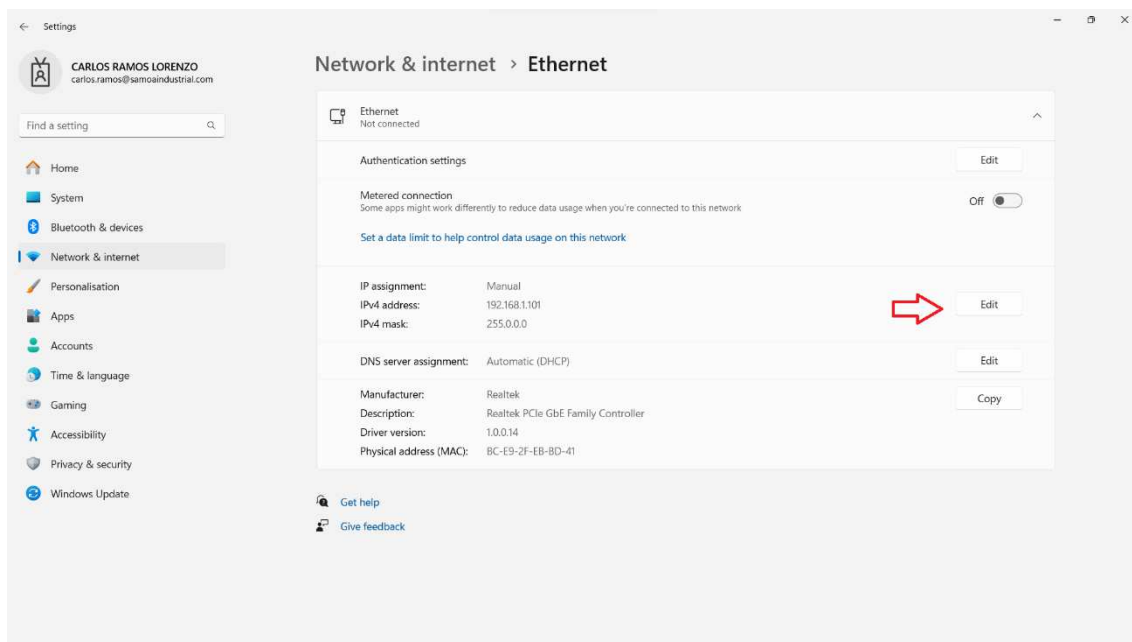 Settings
CARLOS RAMOS LORENZO
carlos.ramos@samoaindustrial.com
Find a setting
Home
System
Bluetooth & devices
Network & internet
Personalisation
Apps
Accounts
Time & language
Gaming
Accessibility
Privacy & security
Windows Update
Network & internet > Ethernet
Ethernet
Not connected
Authentication settings Edit
Metered connection
Some apps might work differently to reduce data usage when you're connected to this network
Off
Set a data limit to help control data usage on this network
IP assignment: Manual
IPv4 address: 192.168.1.101
IPv4 mask: 255.0.0.0
Edit
DNS server assignment: Automatic (DHCP) Edit
Manufacturer: Realtek
Description: Realtek PCIe GbE Family Controller
Driver version: 1.0.0.14
Physical address (MAC): BC-E9-2F-EB-BD-41
Copy
Get help
Give feedback